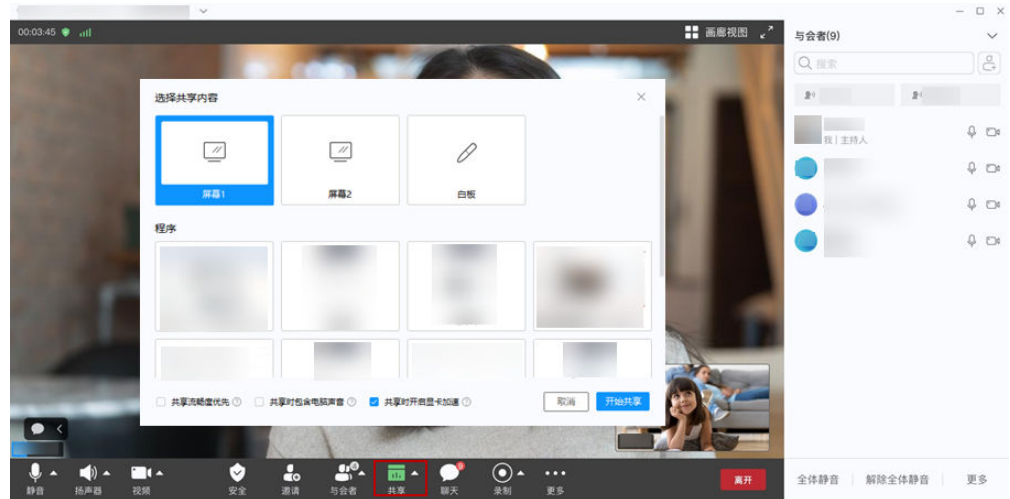 00:03:45
画廊视图
与会者(9)
搜索
选择共享内容
屏幕1
屏幕2
白板
我 | 主持人
程序
共享流畅度优先
共享时包含电脑声音
共享时开启显卡加速
取消
开始共享
静音
扬声器
视频
安全
邀请
与会者
共享
聊天
录制
更多
离开
全体静音
解除全体静音
更多